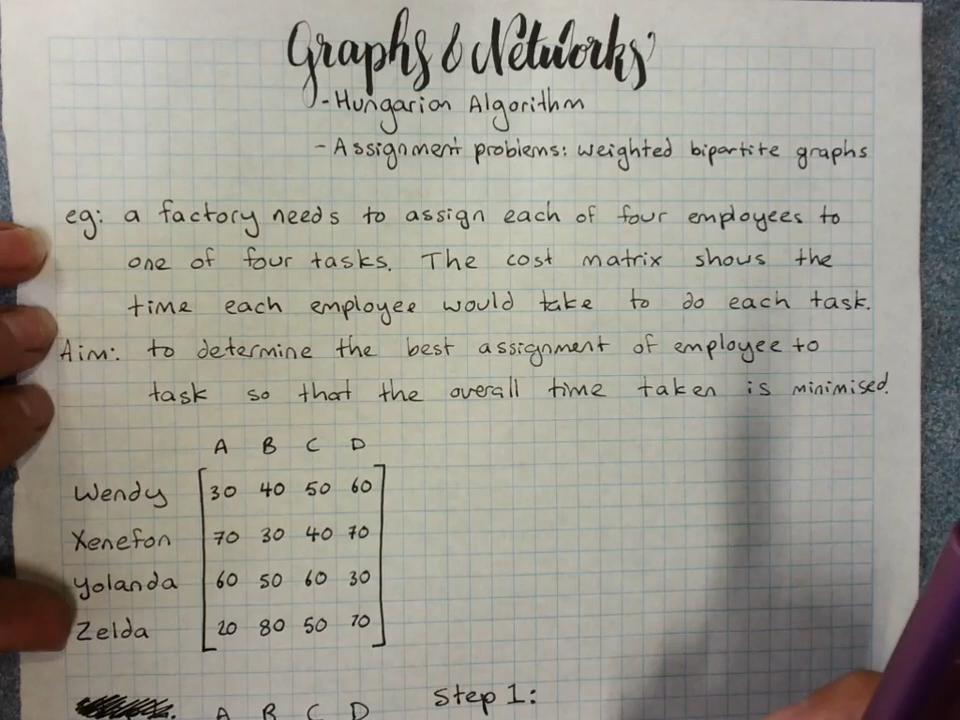 Graphs & Networks
- Hungarian Algorithm
- Assignment problems: weighted bipartite graphs
eg: a factory needs to assign each of four employees to
one of four tasks. The cost matrix shows the
time each employee would take to do each task.
Aim: to determine the best assignment of employee to
task so that the overall time taken is minimised.
A B C D
Wendy 30 40 50 60
Xenefon 70 30 40 70
Yolanda 60 50 60 30
Zelda 20 80 50 70
Step 1:
A B C D